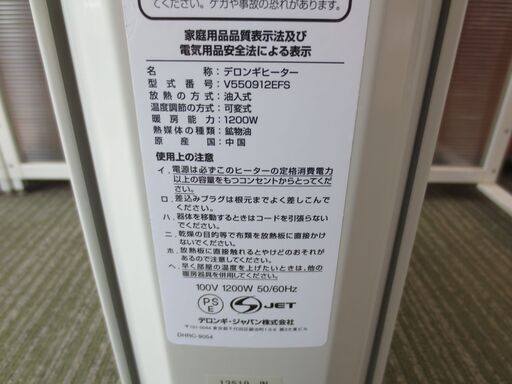 てください。ケガや事故の恐れがあります。
家庭用品品質表示法及び
電気用品安全法による表示
名称：デロンギヒーター
型式番号：V550912EFS
放熱の方式：油入式
温度調節の方式：可変式
暖房能力：1200W
熱媒体の種類：鉱物油
原産国：中国
使用上の注意
イ. 電源は必ずこのヒーターの定格消費電力
以上の容量をもつコンセントからとってくだ
さい。
ロ. 差込みプラグは根元までよく差しこんで
ください。
ハ. 器体を移動するときはコードを引張らない
でください。
ニ. 乾燥の目的等で布類を放熱板にかけ
ないでください。
ホ. 放熱板に直接触れるとやけどのおそれが
あるので注意してください。
ヘ. 早く部屋の温度を上げたいときは、他の
暖房器具を併用してください。
100V 1200W 50/60Hz
PS
E
JET
デロンギ・ジャパン株式会社
DHRC-9054